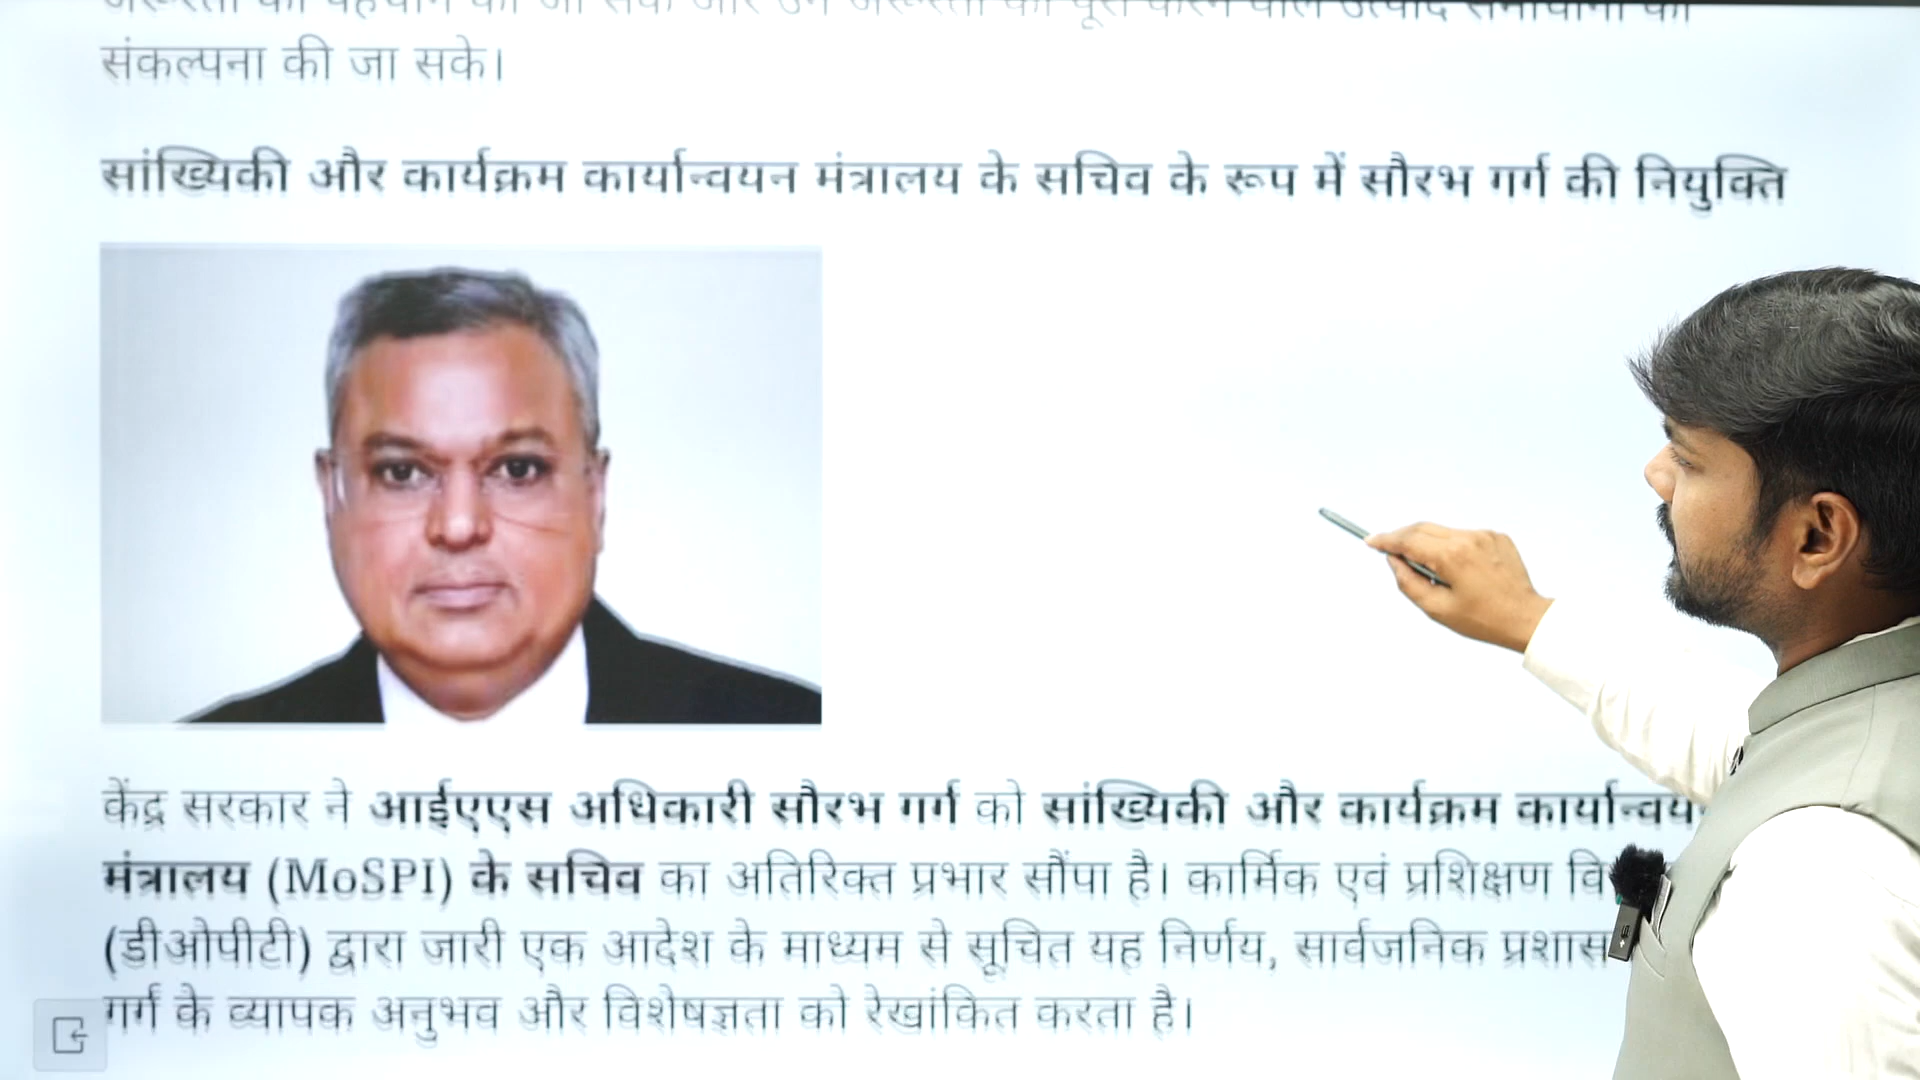 संकल्पना की जा सके।
सांख्यिकी और कार्यक्रम कार्यान्वयन मंत्रालय के सचिव के रूप में सौरभ गर्ग की नियुक्ति
केंद्र सरकार ने आईएएस अधिकारी सौरभ गर्ग को सांख्यिकी और कार्यक्रम
मंत्रालय (MoSPI) के सचिव का अतिरिक्त प्रभार सौंपा है। कार्मिक एवं प्रशिक्षण
(डीओपीटी) द्वारा जारी एक आदेश के माध्यम से सूचित यह निर्णय, सार्वजनिक
गर्ग के व्यापक अनुभव और विशेषज्ञता को रेखांकित करता है।